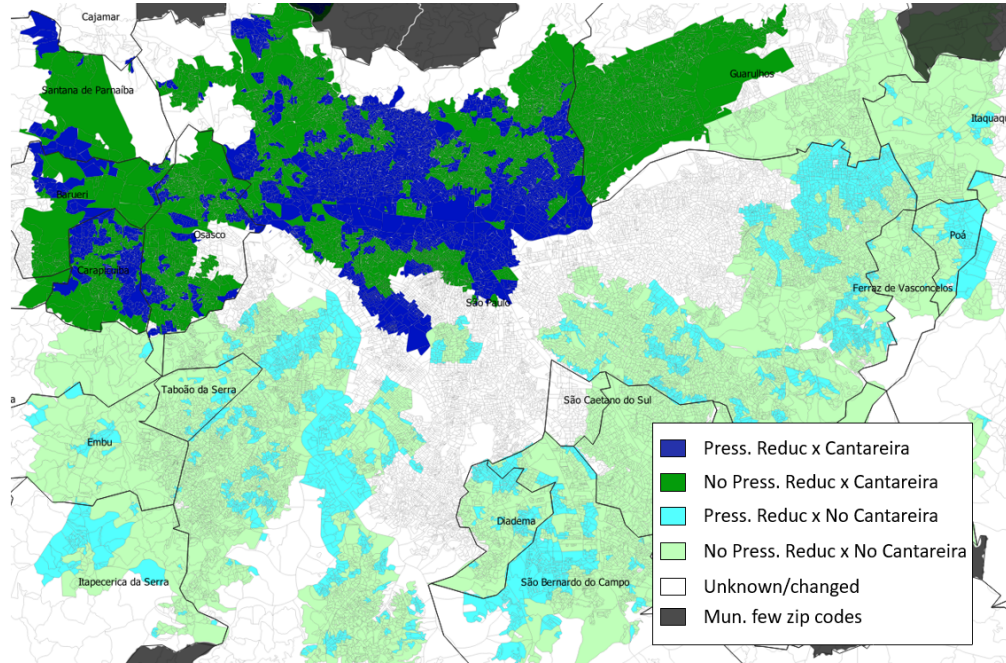 Cajamar
Guarulhos
Santana de Parnaíba
Itaquaqu
Barueri
Osasco
Poá
Carapicuiba
Ferraz de Vasconcelos
São Paulo
a
Taboão da Serra
São Caetano do Sul
Embu
Diadema
Itapecerica da Serra
São Bernardo do Campo
Press. Reduc x Cantareira
No Press. Reduc x Cantareira
Press. Reduc x No Cantareira
No Press. Reduc x No Cantareira
Unknown/changed
Mun. few zip codes